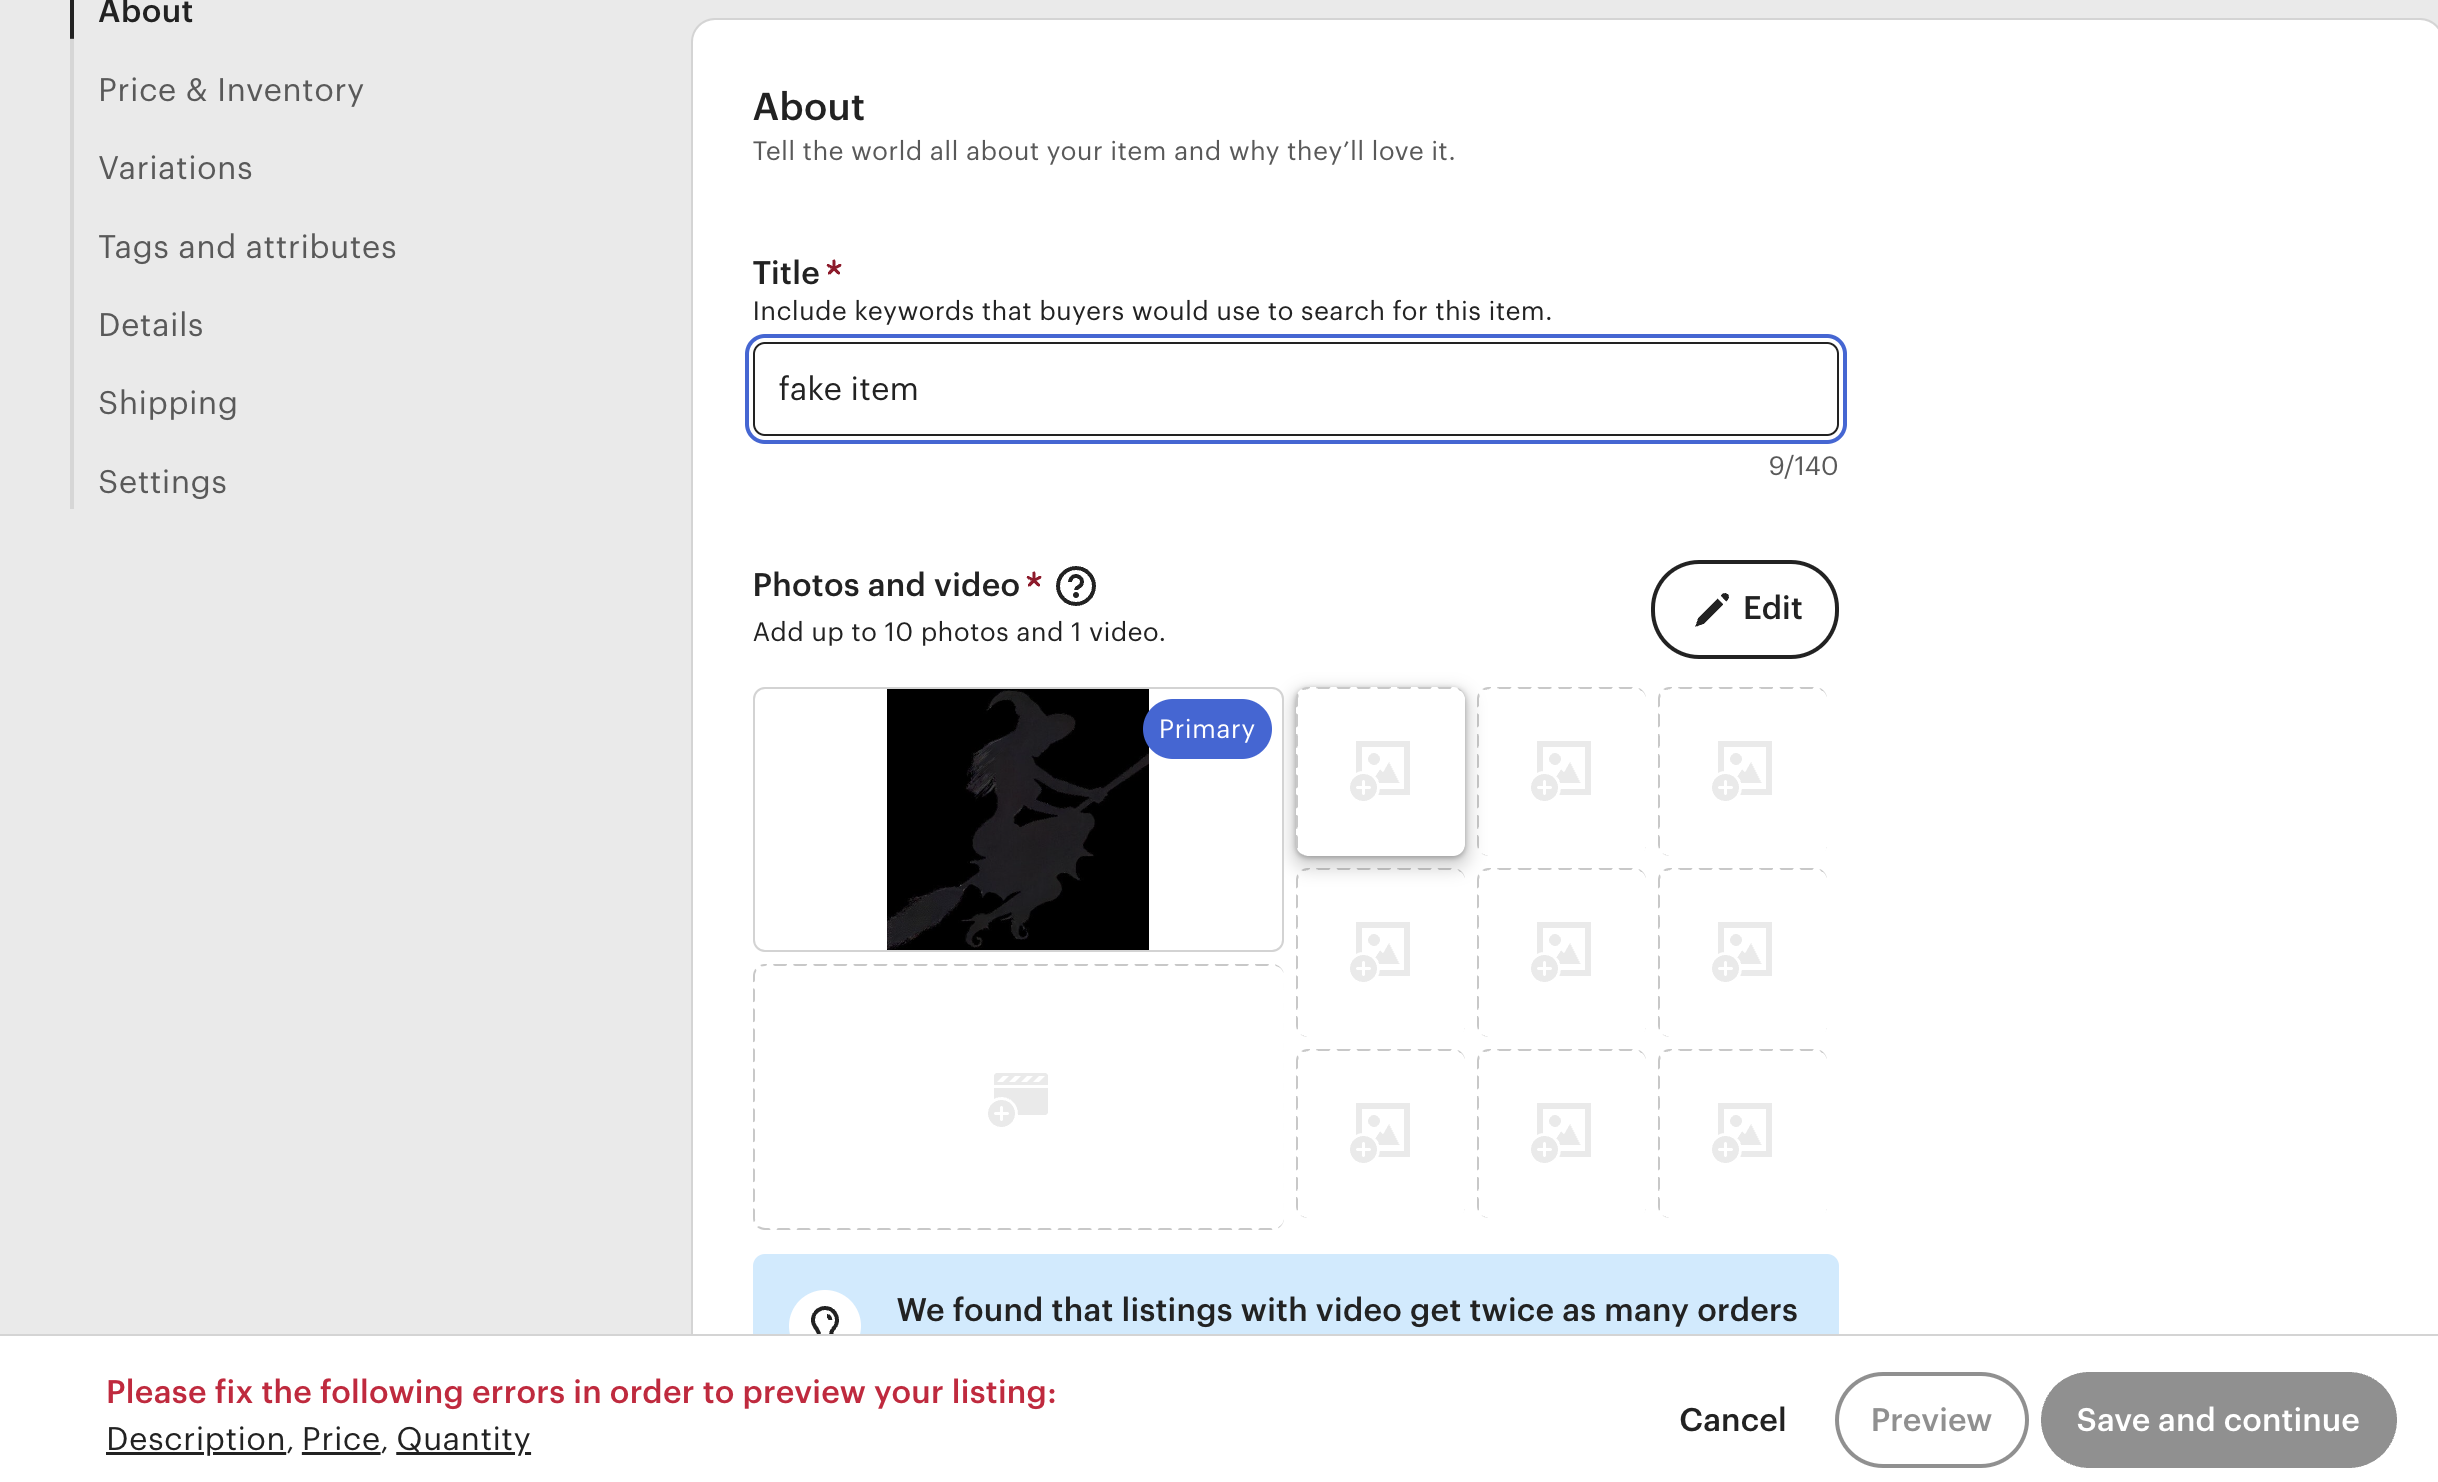 About
Price & Inventory
Variations
Tags and attributes
Details
Shipping
Settings
About
Tell the world all about your item and why they’ll love it.
Title *
Include keywords that buyers would use to search for this item.
fake item
9/140
Photos and video * ?
Add up to 10 photos and 1 video.
Edit
Primary
We found that listings with video get twice as many orders
Please fix the following errors in order to preview your listing:
Description, Price, Quantity
Cancel
Preview
Save and continue